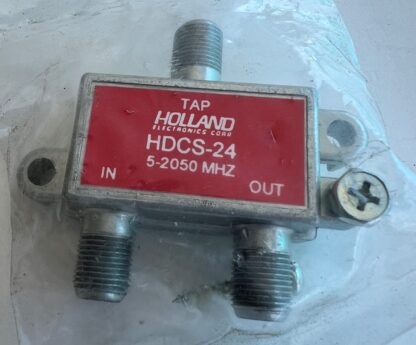 TAP
HOLLAND
ELECTRONICS CORP
HDCS-24
5-2050 MHZ
IN
OUT